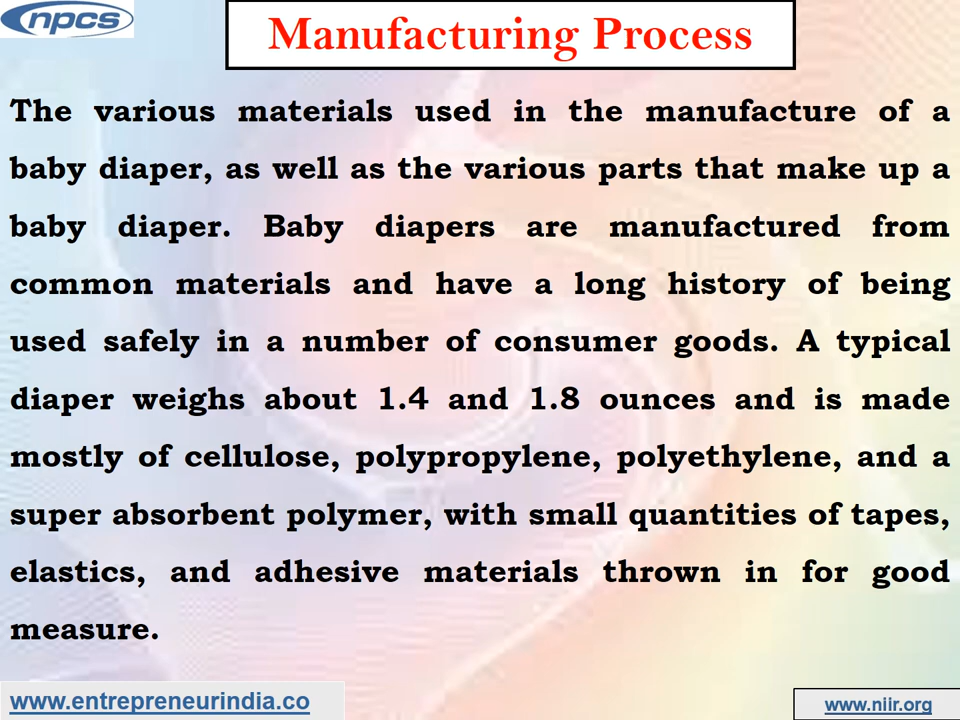 npcs
Manufacturing Process
The various materials used in the manufacture of a
baby diaper, as well as the various parts that make up a
baby diaper. Baby diapers are manufactured from
common materials and have a long history of being
used safely in a number of consumer goods. A typical
diaper weighs about 1.4 and 1.8 ounces and is made
mostly of cellulose, polypropylene, polyethylene, and a
super absorbent polymer, with small quantities of tapes,
elastics, and adhesive materials thrown in for good
measure.
www.entrepreneurindia.co
www.niir.org